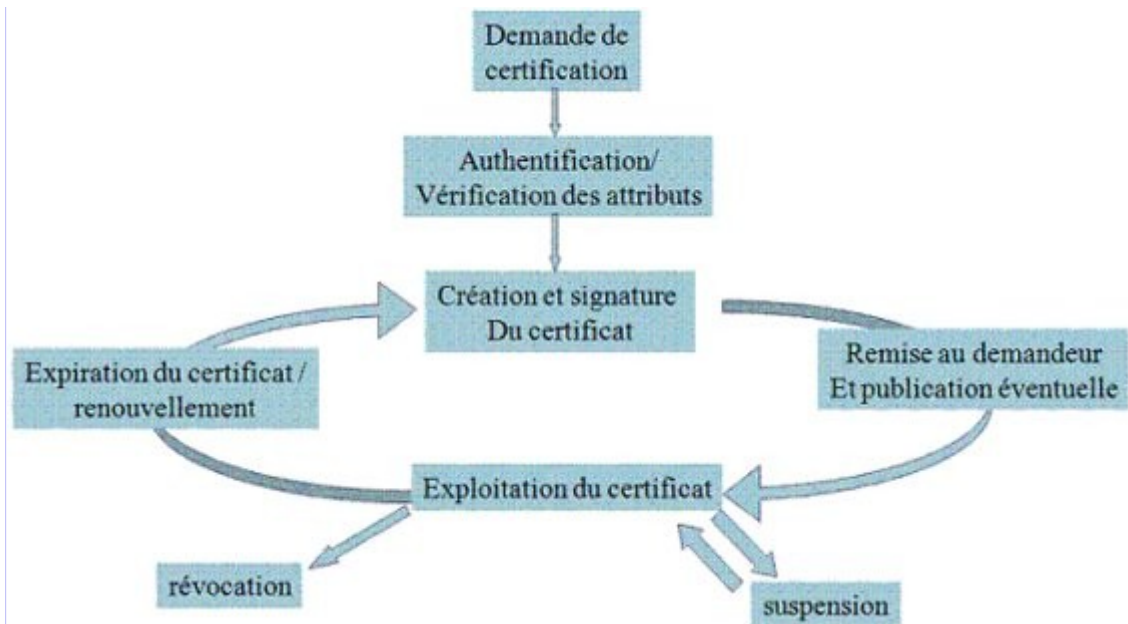 Demande de
certification
Authentification/
Vérification des attributs
Création et signature
Du certificat
Expiration du certificat /
renouvellement
Remise au demandeur
Et publication éventuelle
Exploitation du certificat
révocation
suspension